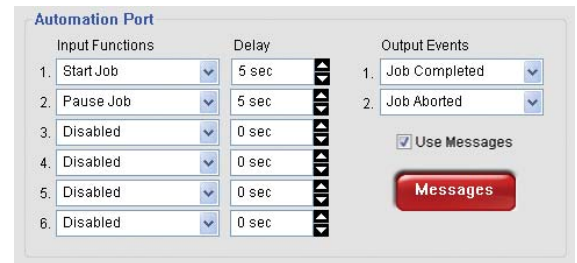 Automation Port
Input Functions Delay Output Events
1. Start Job 5 sec 1. Job Completed
2. Pause Job 5 sec 2. Job Aborted
3. Disabled 0 sec
Use Messages
4. Disabled 0 sec
5. Disabled 0 sec Messages
6. Disabled 0 sec